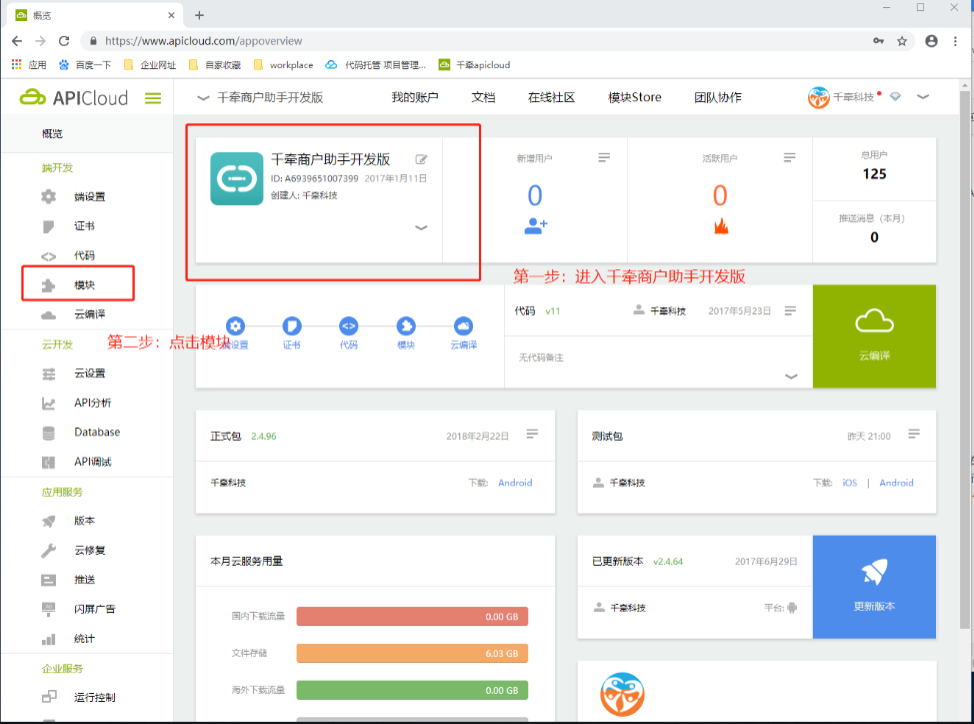 概览
https://www.apicloud.com/appoverview
应用 百度一下 企业网址 自家收藏 workplace 代码托管 项目管理... 千牵apicloud
APICloud
千牵商户助手开发版 我的账户 文档 在线社区 模块Store 团队协作 千牵科技
概览
端开发
端设置
证书
代码
模块
云编译
云开发
云设置
API分析
Database
API调试
应用服务
版本
云修复
推送
闪屏广告
统计
企业服务
运行控制
千牵商户助手开发版
ID: A6939651007399 2017年1月11日
创建人: 千牵科技
新增用户
0
活跃用户
0
总用户
125
推送消息（本月）
0
第一步：进入千牵商户助手开发版
第二步：点击模块
端设置 证书 代码 模块 云编译
代码 v11 千牵科技 2017年5月23日
无代码备注
云编译
正式包 2.4.96 2018年2月22日
千牵科技 下载: Android
测试包 昨天 21:00
千牵科技 下载: iOS | Android
本月云服务用量
国内下载流量 0.00 GB
文件存储 6.03 GB
海外下载流量 0.00 GB
已更新版本 v2.4.64 2017年6月29日
千牵科技 平台:
更新版本